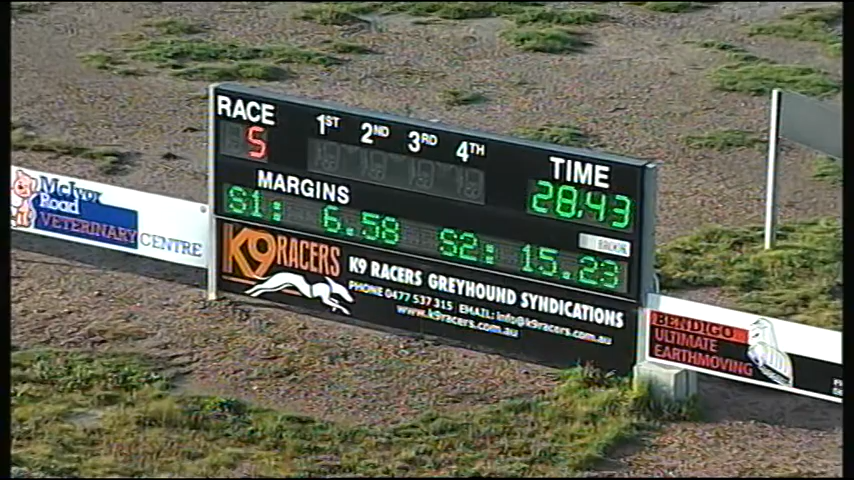 RACE 1ST 2ND 3RD 4TH TIME
5 28.43
MARGINS
S1: 6.58 S2: 15.23
K9 RACERS
K9 RACERS GREYHOUND SYNDICATIONS
PHONE 0477 537 315 EMAIL: info@k9racers.com.au
www.k9racers.com.au
McIvor
Road
VETERINARY CENTRE
BENDIGO
ULTIMATE
EARTHMOVING